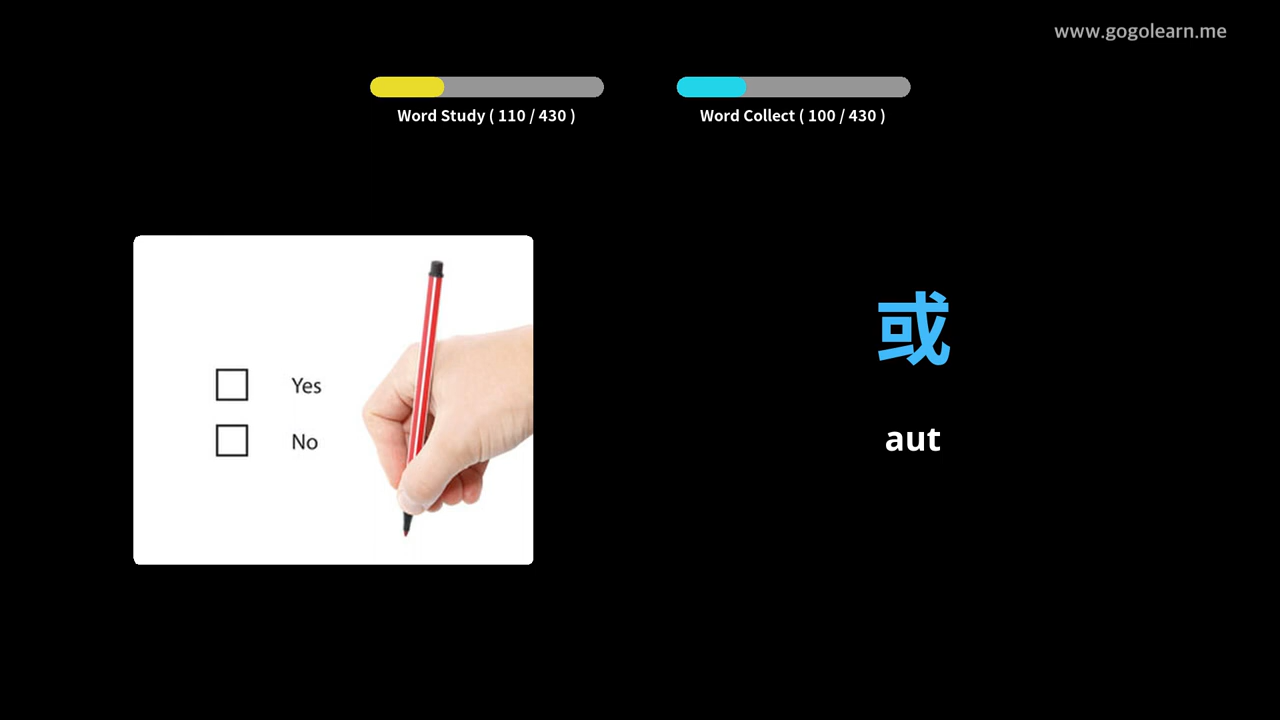 www.gogolearn.me
Word Study ( 110 / 430 )
Word Collect ( 100 / 430 )
Yes
No
或
aut